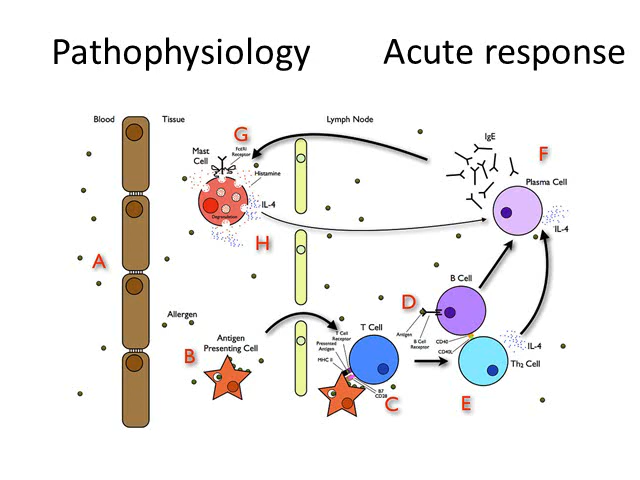 Pathophysiology
Acute response
Blood
Tissue
Lymph Node
G
IgE
Mast
Cell
FcεRI
Receptor
F
Histamine
Plasma Cell
IL-4
Degranulation
IL-4
H
A
B Cell
D
Allergen
Antigen
B Cell
Receptor
CD40
CD40L
IL-4
Th2 Cell
T Cell
T Cell
Receptor
Presented
Antigen
MHC II
B7
CD28
Antigen
Presenting Cell
B
C
E